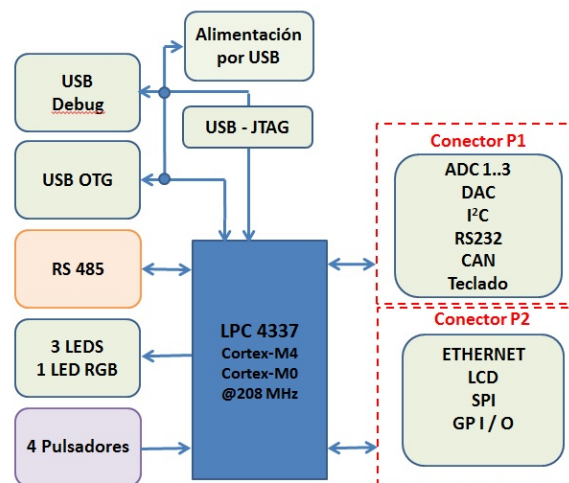 Alimentación
por USB
USB
Debug
USB - JTAG
USB OTG
Conector P1
ADC 1..3
DAC
I²C
RS232
CAN
Teclado
RS 485
LPC 4337
Cortex-M4
Cortex-M0
@208 MHz
3 LEDS
1 LED RGB
Conector P2
ETHERNET
LCD
SPI
GP I / O
4 Pulsadores